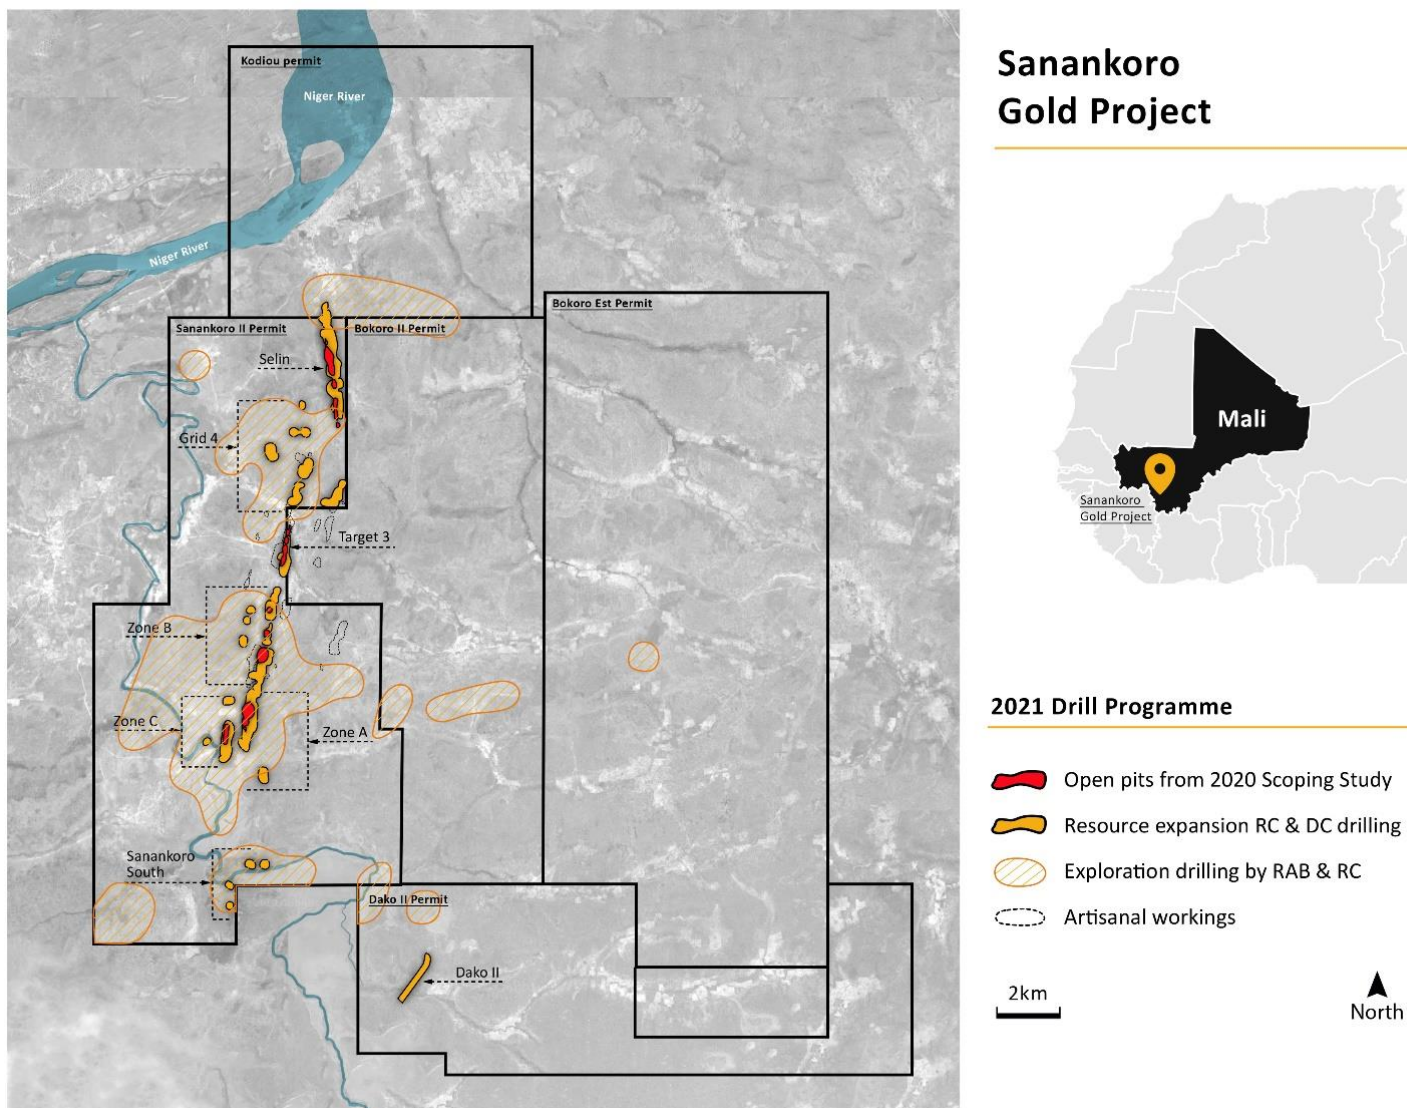 Kodiou permit
Niger River
Niger River
Bokoro Est Permit
Sanankoro II Permit
Bokoro II Permit
Selin
Grid 4
Target 3
Zone B
Zone C
Zone A
Sanankoro
South
Dako II Permit
Dako II
Sanankoro
Gold Project
Mali
Sanankoro
Gold Project
2021 Drill Programme
Open pits from 2020 Scoping Study
Resource expansion RC & DC drilling
Exploration drilling by RAB & RC
Artisanal workings
2km
North